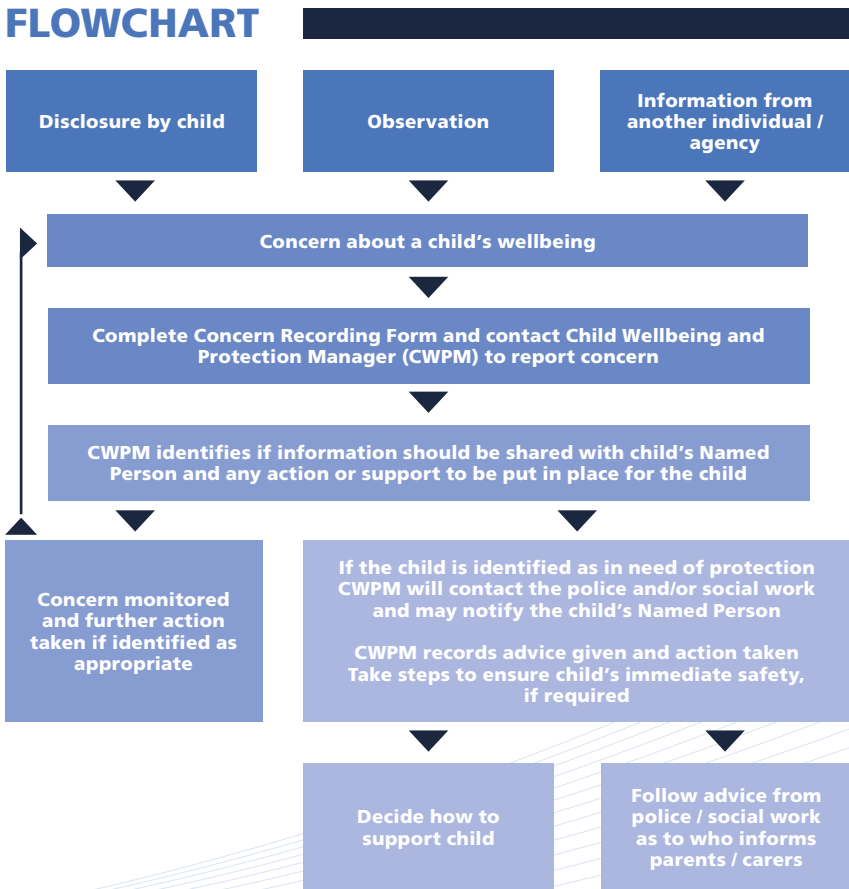 FLOWCHART
Disclosure by child
Observation
Information from
another individual /
agency
Concern about a child’s wellbeing
Complete Concern Recording Form and contact Child Wellbeing and
Protection Manager (CWPM) to report concern
CWPM identifies if information should be shared with child’s Named
Person and any action or support to be put in place for the child
Concern monitored
and further action
taken if identified as
appropriate
If the child is identified as in need of protection
CWPM will contact the police and/or social work
and may notify the child’s Named Person
CWPM records advice given and action taken
Take steps to ensure child’s immediate safety,
if required
Decide how to
support child
Follow advice from
police / social work
as to who informs
parents / carers